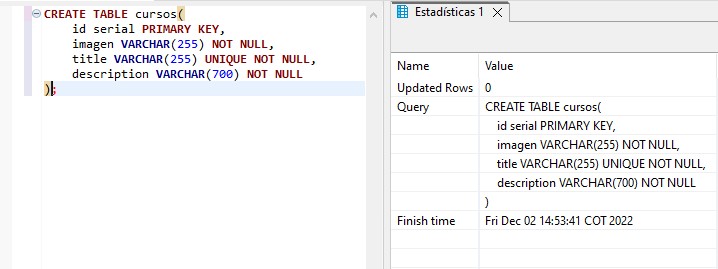 CREATE TABLE cursos(
id serial PRIMARY KEY,
imagen VARCHAR(255) NOT NULL,
title VARCHAR(255) UNIQUE NOT NULL,
description VARCHAR(700) NOT NULL
);
Estadísticas 1
Name Value
Updated Rows 0
Query CREATE TABLE cursos(
id serial PRIMARY KEY,
imagen VARCHAR(255) NOT NULL,
title VARCHAR(255) UNIQUE NOT NULL,
description VARCHAR(700) NOT NULL
)
Finish time Fri Dec 02 14:53:41 COT 2022